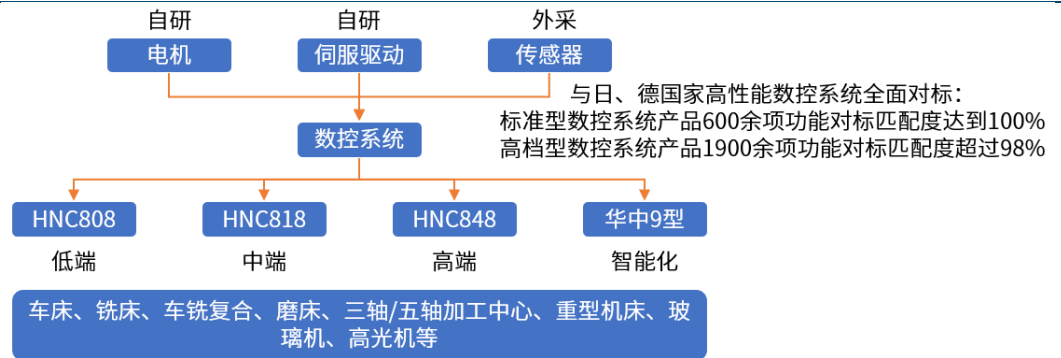 自研
自研
外采
电机
伺服驱动
传感器
与日、德国家高性能数控系统全面对标：
标准型数控系统产品600余项功能对标匹配度达到100%
高档型数控系统产品1900余项功能对标匹配度超过98%
数控系统
HNC808
HNC818
HNC848
华中9型
低端
中端
高端
智能化
车床、铣床、车铣复合、磨床、三轴/五轴加工中心、重型机床、玻
璃机、高光机等